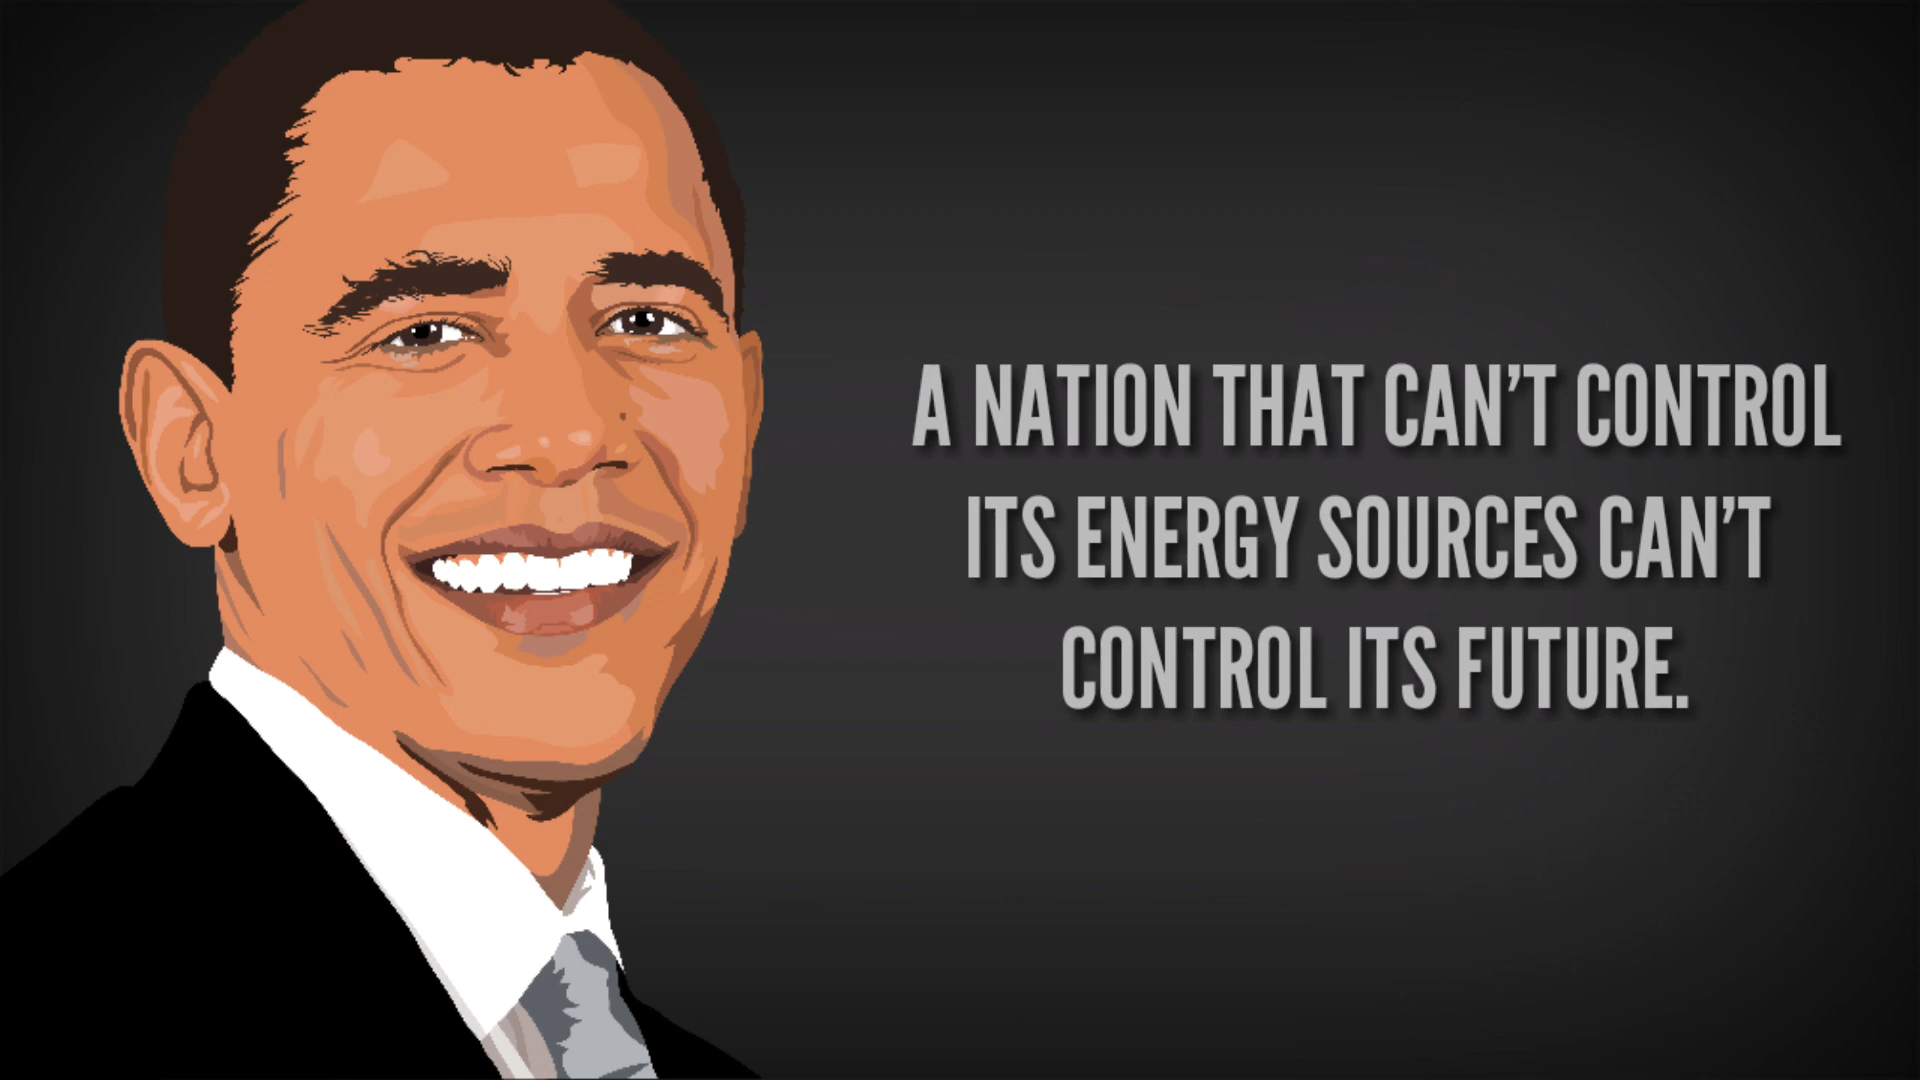 A NATION THAT CAN’T CONTROL
ITS ENERGY SOURCES CAN’T
CONTROL ITS FUTURE.